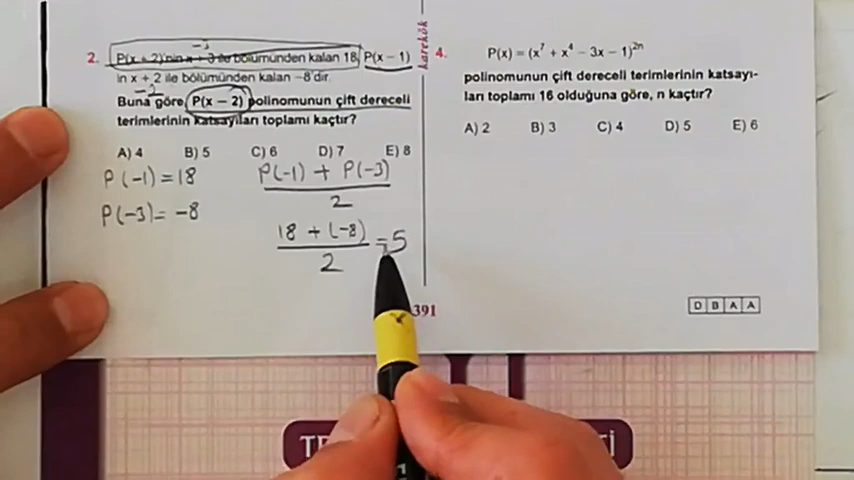 -3
2. P(x + 2)'nin x + 3 ile bölümünden kalan 18, P(x – 1)
in x + 2 ile bölümünden kalan –8'dir.
-2
Buna göre, P(x – 2) polinomunun çift dereceli
terimlerinin katsayıları toplamı kaçtır?
A) 4 B) 5 C) 6 D) 7 E) 8
P(-1) = 18
P(-3) = -8
P(-1) + P(-3)
2
18 + (-8)
2
= 5
karekök
4. P(x) = (x⁷ + x⁴ – 3x – 1)²ⁿ
polinomunun çift dereceli terimlerinin katsayı-
ları toplamı 16 olduğuna göre, n kaçtır?
A) 2 B) 3 C) 4 D) 5 E) 6
391
D B A A